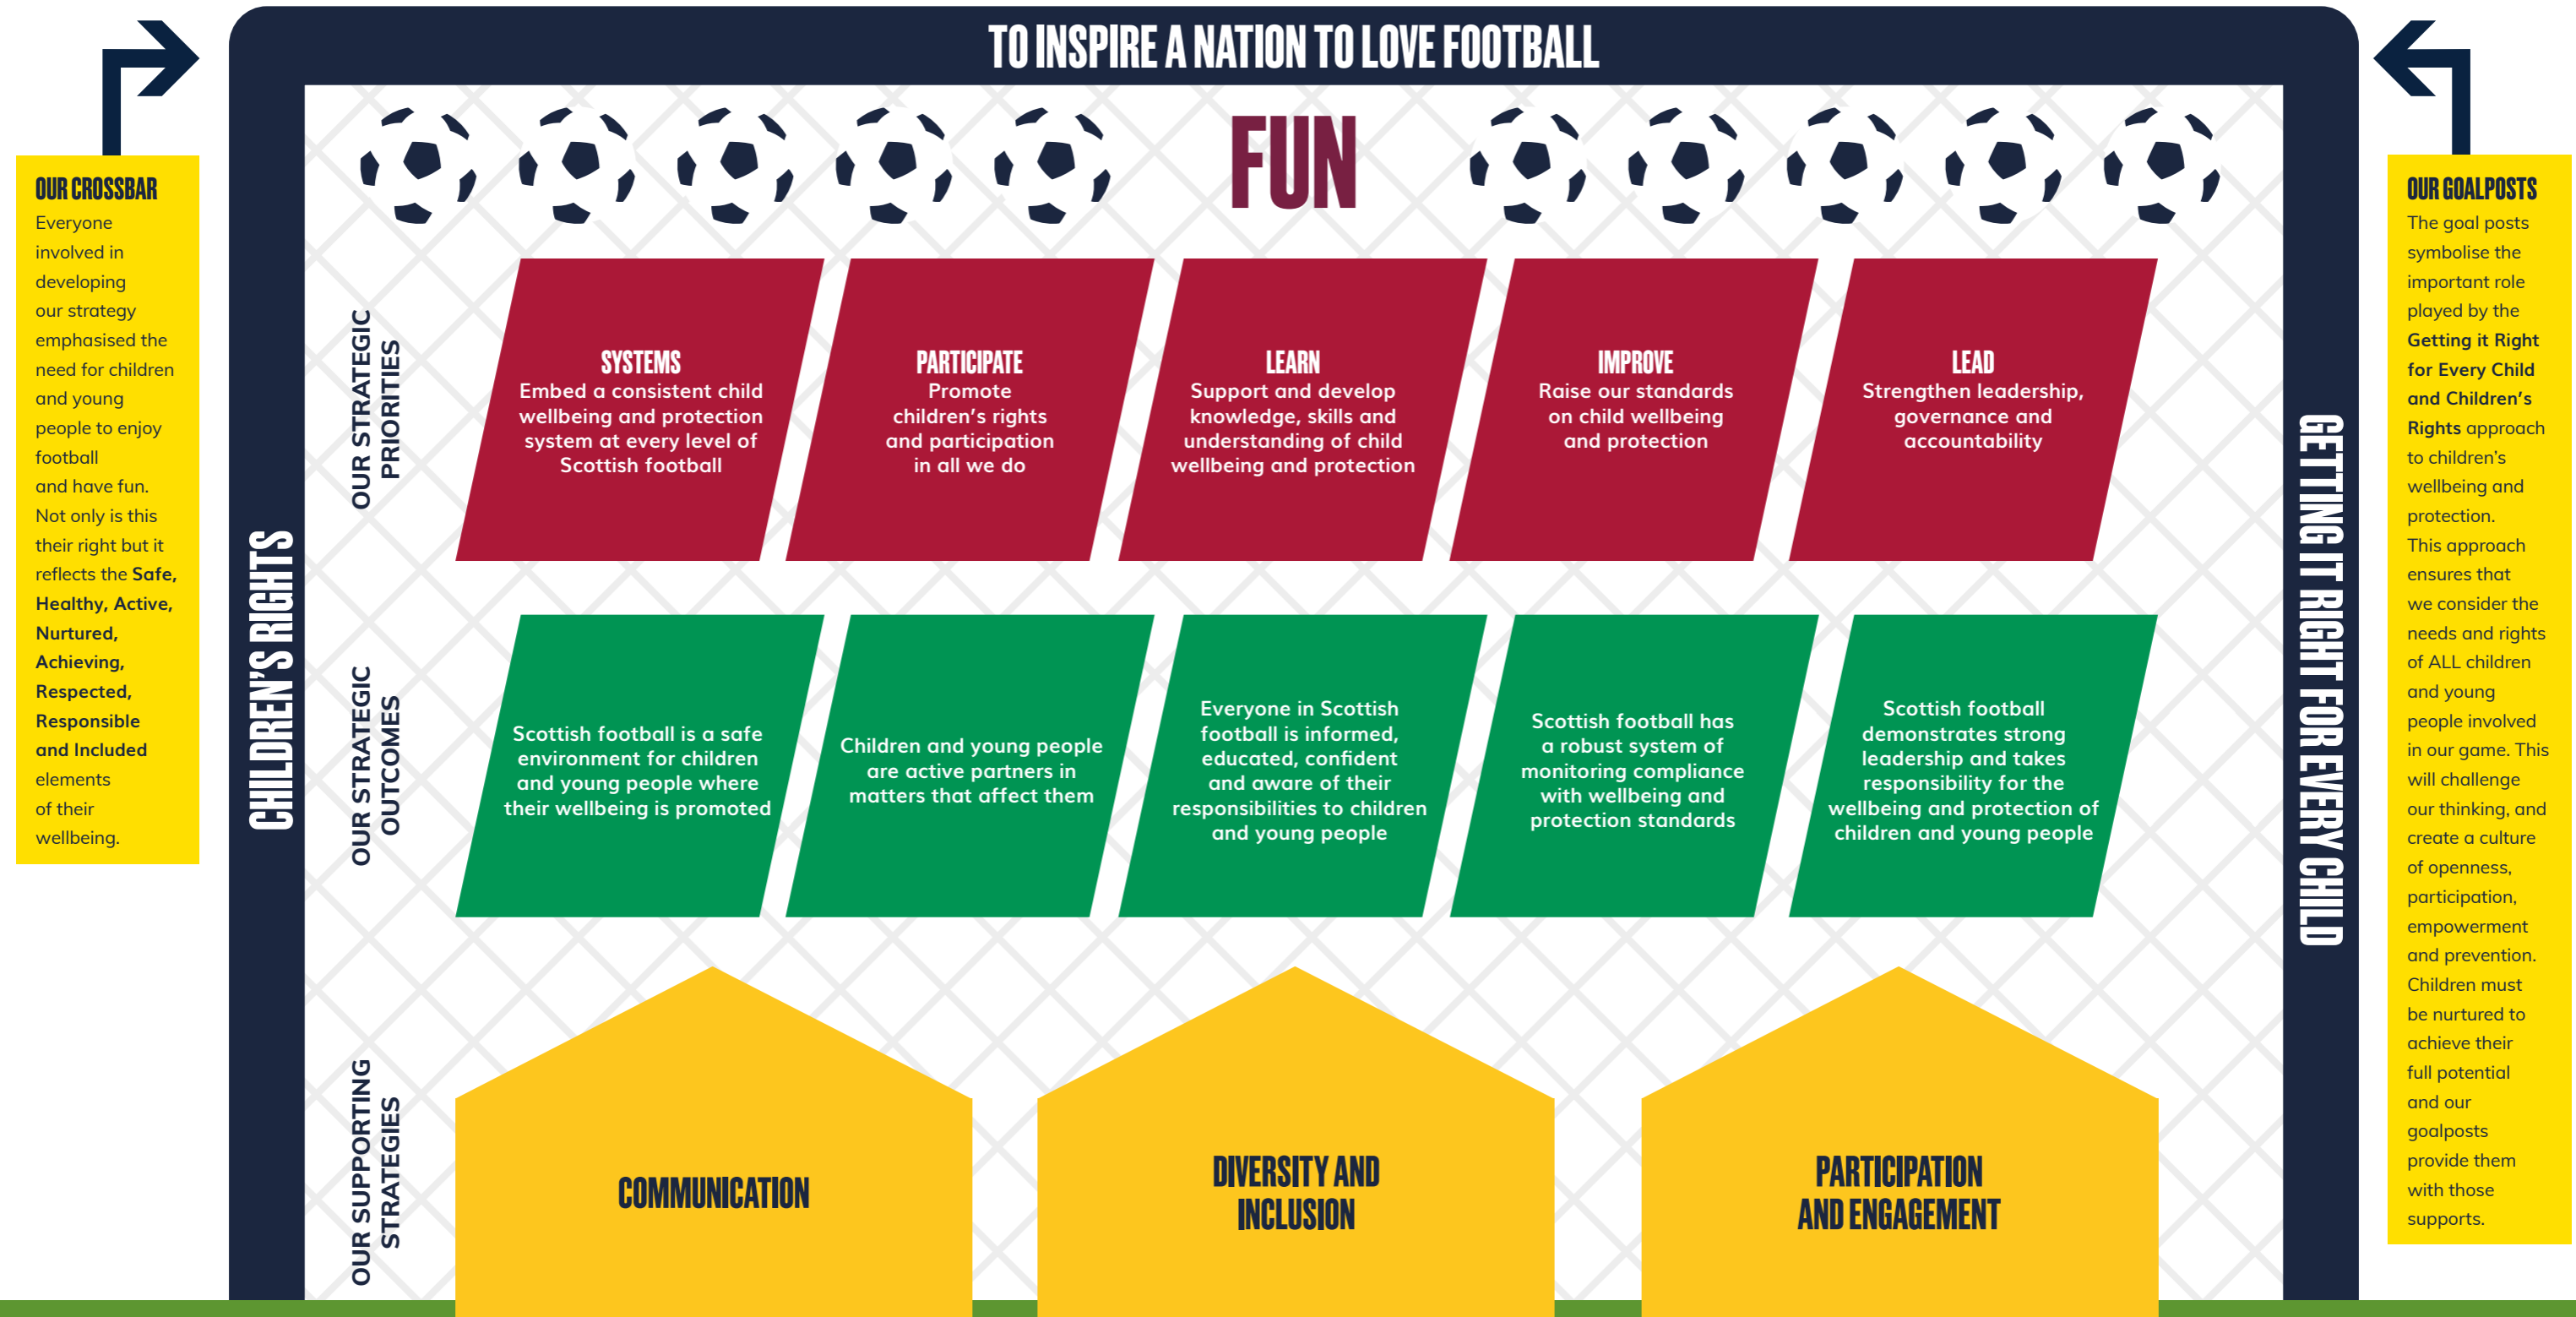 TO INSPIRE A NATION TO LOVE FOOTBALL
OUR CROSSBAR
Everyone
involved in
developing
our strategy
emphasised the
need for children
and young
people to enjoy
football
and have fun.
Not only is this
their right but it
reflects the Safe,
Healthy, Active,
Nurtured,
Achieving,
Respected,
Responsible
and Included
elements
of their
wellbeing.
CHILDREN'S RIGHTS
FUN
OUR STRATEGIC
PRIORITIES
SYSTEMS
Embed a consistent child
wellbeing and protection
system at every level of
Scottish football
PARTICIPATE
Promote
children's rights
and participation
in all we do
LEARN
Support and develop
knowledge, skills and
understanding of child
wellbeing and protection
IMPROVE
Raise our standards
on child wellbeing
and protection
LEAD
Strengthen leadership,
governance and
accountability
OUR STRATEGIC
OUTCOMES
Scottish football is a safe
environment for children
and young people where
their wellbeing is promoted
Children and young people
are active partners in
matters that affect them
Everyone in Scottish
football is informed,
educated, confident
and aware of their
responsibilities to children
and young people
Scottish football has
a robust system of
monitoring compliance
with wellbeing and
protection standards
Scottish football
demonstrates strong
leadership and takes
responsibility for the
wellbeing and protection of
children and young people
OUR SUPPORTING
STRATEGIES
COMMUNICATION
DIVERSITY AND
INCLUSION
PARTICIPATION
AND ENGAGEMENT
GETTING IT RIGHT FOR EVERY CHILD
OUR GOALPOSTS
The goal posts
symbolise the
important role
played by the
Getting it Right
for Every Child
and Children's
Rights approach
to children's
wellbeing and
protection.
This approach
ensures that
we consider the
needs and rights
of ALL children
and young
people involved
in our game. This
will challenge
our thinking, and
create a culture
of openness,
participation,
empowerment
and prevention.
Children must
be nurtured to
achieve their
full potential
and our
goalposts
provide them
with those
supports.